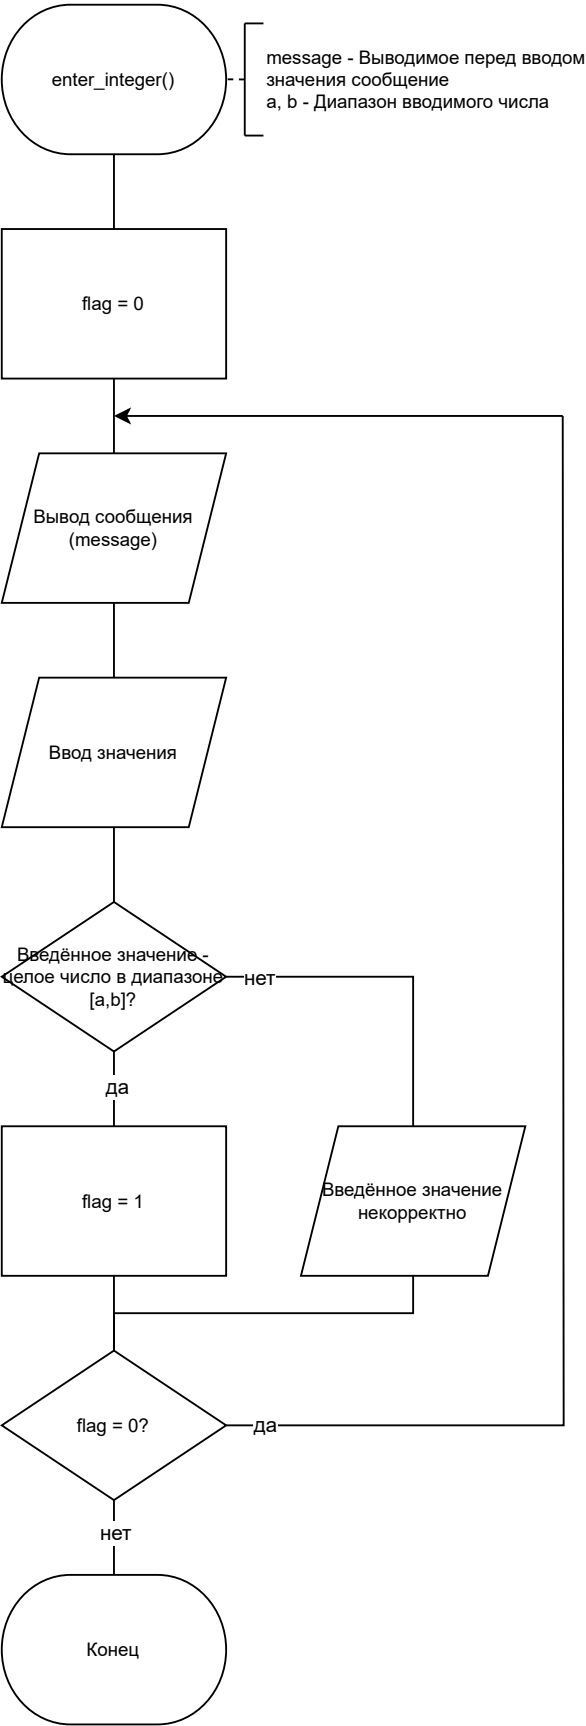 enter_integer()
message - Выводимое перед вводом
значения сообщение
a, b - Диапазон вводимого числа
flag = 0
Вывод сообщения
(message)
Ввод значения
Введённое значение -
целое число в диапазоне
[a,b]?
нет
да
flag = 1
Введённое значение
некорректно
flag = 0?
да
нет
Конец